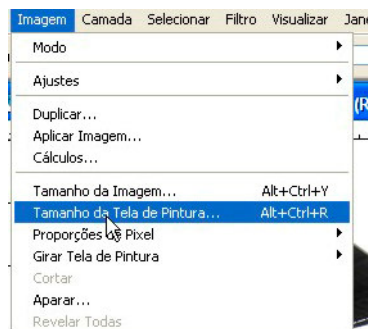 Imagem Camada Selecionar Filtro Visualizar Jane
Modo
Ajustes
(R
Duplicar...
Aplicar Imagem...
Cálculos...
Tamanho da Imagem... Alt+Ctrl+Y
Tamanho da Tela de Pintura... Alt+Ctrl+R
Proporções de Pixel
Girar Tela de Pintura
Cortar
Aparar...
Revelar Todas